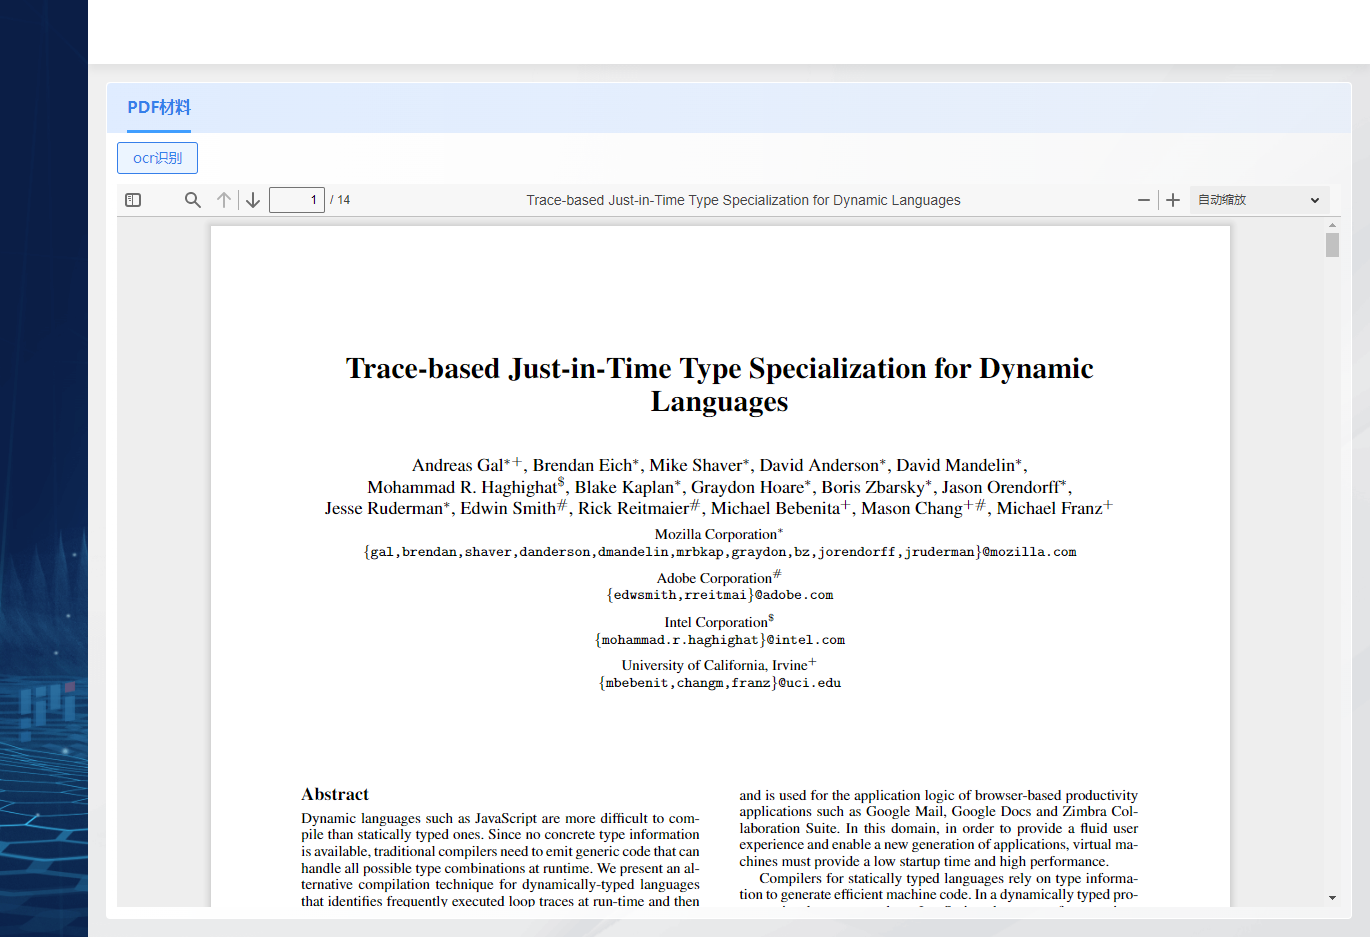 PDF材料
ocr识别
1 / 14
Trace-based Just-in-Time Type Specialization for Dynamic Languages
自动缩放
Trace-based Just-in-Time Type Specialization for Dynamic
Languages
Andreas Gal*+, Brendan Eich*, Mike Shaver*, David Anderson*, David Mandelin*,
Mohammad R. Haghighat$, Blake Kaplan*, Graydon Hoare*, Boris Zbarsky*, Jason Orendorff*,
Jesse Ruderman*, Edwin Smith#, Rick Reitmaier#, Michael Bebenita+, Mason Chang+#, Michael Franz+
Mozilla Corporation*
{gal,brendan,shaver,danderson,dmandelin,mrbkap,graydon,bz,jorendorff,jruderman}@mozilla.com
Adobe Corporation#
{edwsmith,rreitmai}@adobe.com
Intel Corporation$
{mohammad.r.haghighat}@intel.com
University of California, Irvine+
{mbebenit,changm,franz}@uci.edu
Abstract
Dynamic languages such as JavaScript are more difficult to com-
pile than statically typed ones. Since no concrete type information
is available, traditional compilers need to emit generic code that can
handle all possible type combinations at runtime. We present an al-
ternative compilation technique for dynamically-typed languages
that identifies frequently executed loop traces at run-time and then
and is used for the application logic of browser-based productivity
applications such as Google Mail, Google Docs and Zimbra Col-
laboration Suite. In this domain, in order to provide a fluid user
experience and enable a new generation of applications, virtual ma-
chines must provide a low startup time and high performance.
Compilers for statically typed languages rely on type informa-
tion to generate efficient machine code. In a dynamically typed pro-